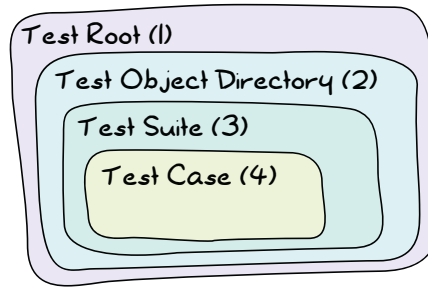 Test Root (1)
Test Object Directory (2)
Test Suite (3)
Test Case (4)